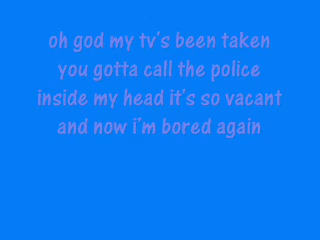 oh god my tv's been taken
you gotta call the police
inside my head it's so vacant
and now i'm bored again